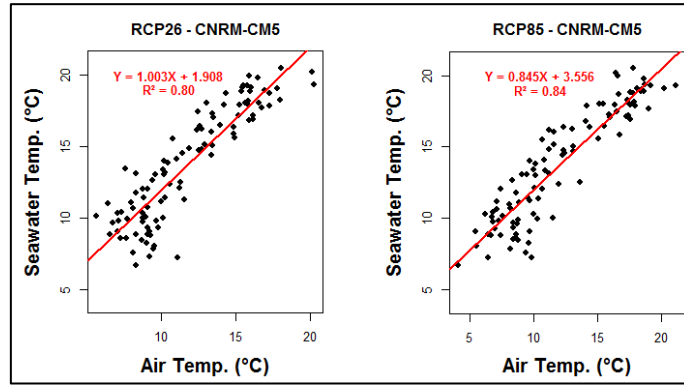 RCP26 - CNRM-CM5
Y = 1.003X + 1.908
R² = 0.80
Seawater Temp. (°C)
20
15
10
5
10
15
20
Air Temp. (°C)
RCP85 - CNRM-CM5
Y = 0.845X + 3.556
R² = 0.84
Seawater Temp. (°C)
20
15
10
5
5
10
15
20
Air Temp. (°C)